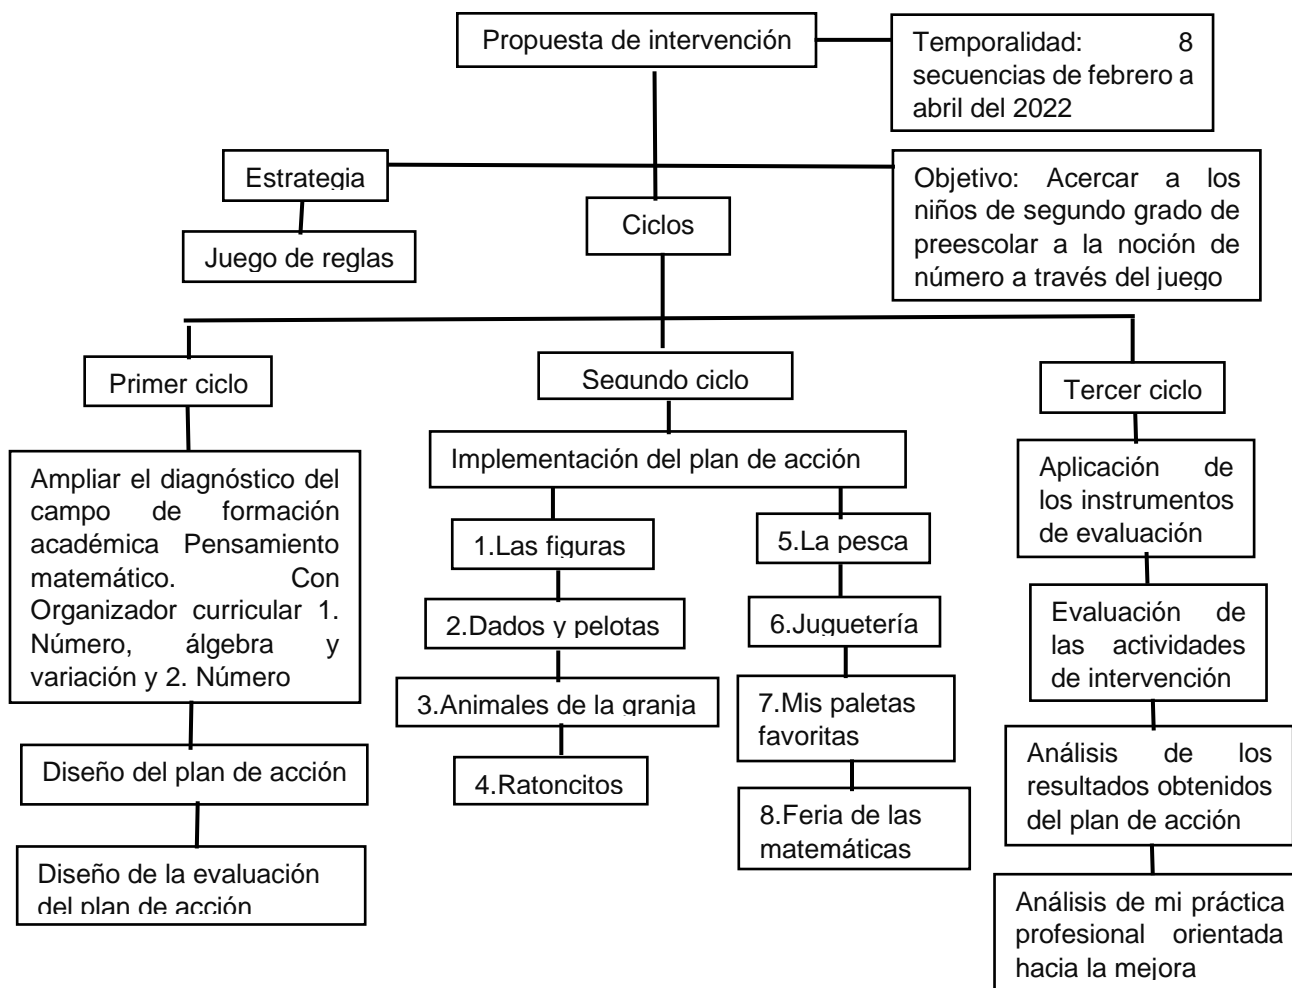 Propuesta de intervención
Temporalidad: 8
secuencias de febrero a
abril del 2022
Estrategia
Juego de reglas
Ciclos
Objetivo: Acercar a los
niños de segundo grado de
preescolar a la noción de
número a través del juego
Primer ciclo
Ampliar el diagnóstico del
campo de formación
académica Pensamiento
matemático. Con
Organizador curricular 1.
Número, álgebra y
variación y 2. Número
Diseño del plan de acción
Diseño de la evaluación
del plan de acción
Segundo ciclo
Implementación del plan de acción
1.Las figuras
2.Dados y pelotas
3.Animales de la granja
4.Ratoncitos
5.La pesca
6.Juguetería
7.Mis paletas
favoritas
8.Feria de las
matemáticas
Tercer ciclo
Aplicación de
los instrumentos
de evaluación
Evaluación de
las actividades
de intervención
Análisis de los
resultados obtenidos
del plan de acción
Análisis de mi práctica
profesional orientada
hacia la mejora